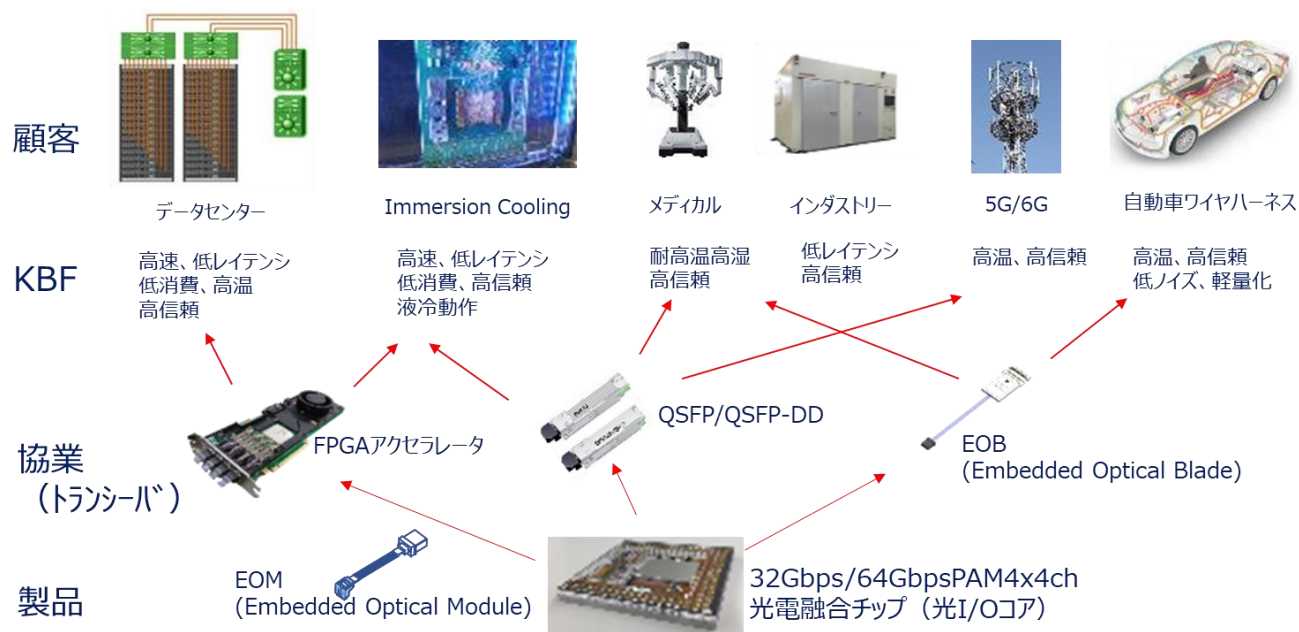 顧客
データセンター
Immersion Cooling
メディカル
インダストリー
5G/6G
自動車ワイヤハーネス
KBF
高速、低レイテンシ
低消費、高温
高信頼
高速、低レイテンシ
低消費、高信頼
液冷動作
耐高温高湿
高信頼
低レイテンシ
高信頼
高温、高信頼
高温、高信頼
低ノイズ、軽量化
協業
（トランシーバ）
FPGAアクセラレータ
QSFP/QSFP-DD
EOB
(Embedded Optical Blade)
製品
EOM
(Embedded Optical Module)
32Gbps/64GbpsPAM4x4ch
光電融合チップ（光I/Oコア）